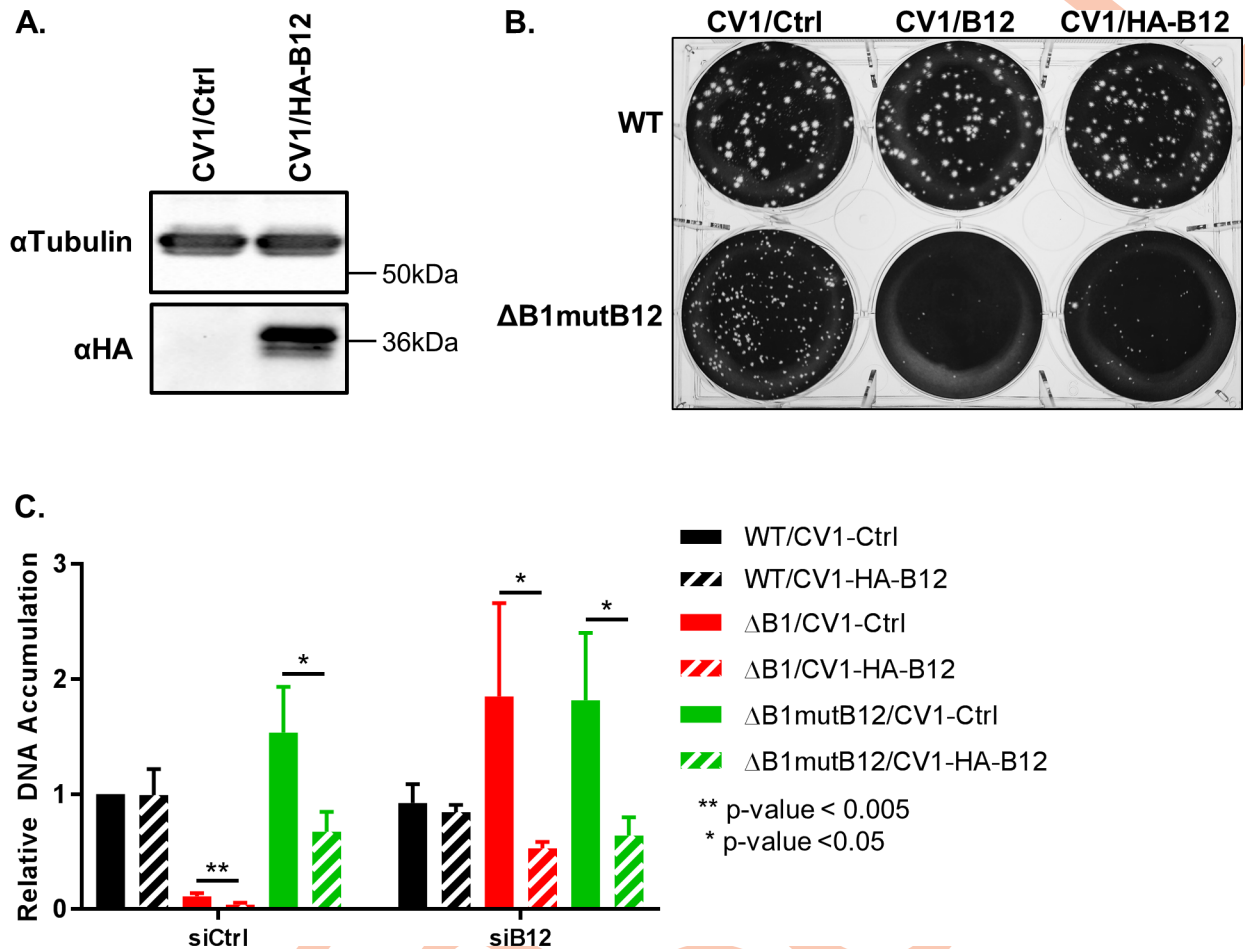 A.
CV1/Ctrl
CV1/HA-B12
αTubulin
50kDa
αHA
36kDa
B.
CV1/Ctrl CV1/B12 CV1/HA-B12
WT
ΔB1mutB12
C.
Relative DNA Accumulation
3
2
1
0
* *
* **
siCtrl siB12
WT/CV1-Ctrl
WT/CV1-HA-B12
ΔB1/CV1-Ctrl
ΔB1/CV1-HA-B12
ΔB1mutB12/CV1-Ctrl
ΔB1mutB12/CV1-HA-B12
** p-value < 0.005
* p-value <0.05